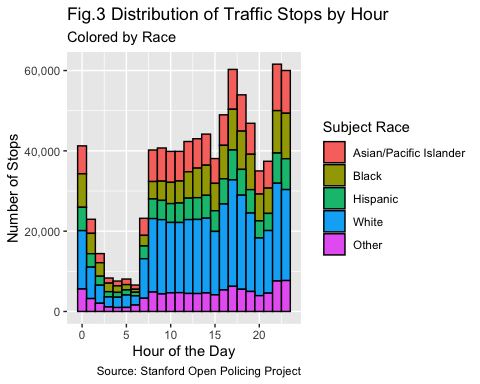 Fig.3 Distribution of Traffic Stops by Hour
Colored by Race
60,000
40,000
20,000
0
Number of Stops
0 5 10 15 20
Hour of the Day
Subject Race
Asian/Pacific Islander
Black
Hispanic
White
Other
Source: Stanford Open Policing Project